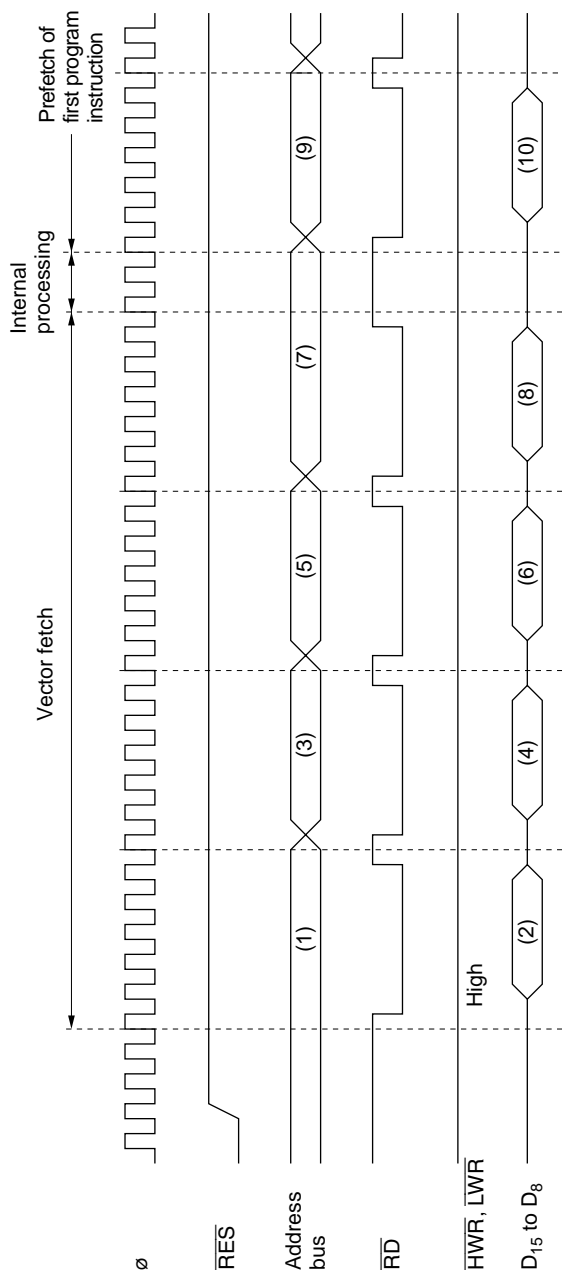 Vector fetch
Internal
processing
Prefetch of
first program
instruction
ø
RES
Address
bus
(1)
(3)
(5)
(7)
(9)
RD
HWR, LWR
High
D15 to D8
(2)
(4)
(6)
(8)
(10)